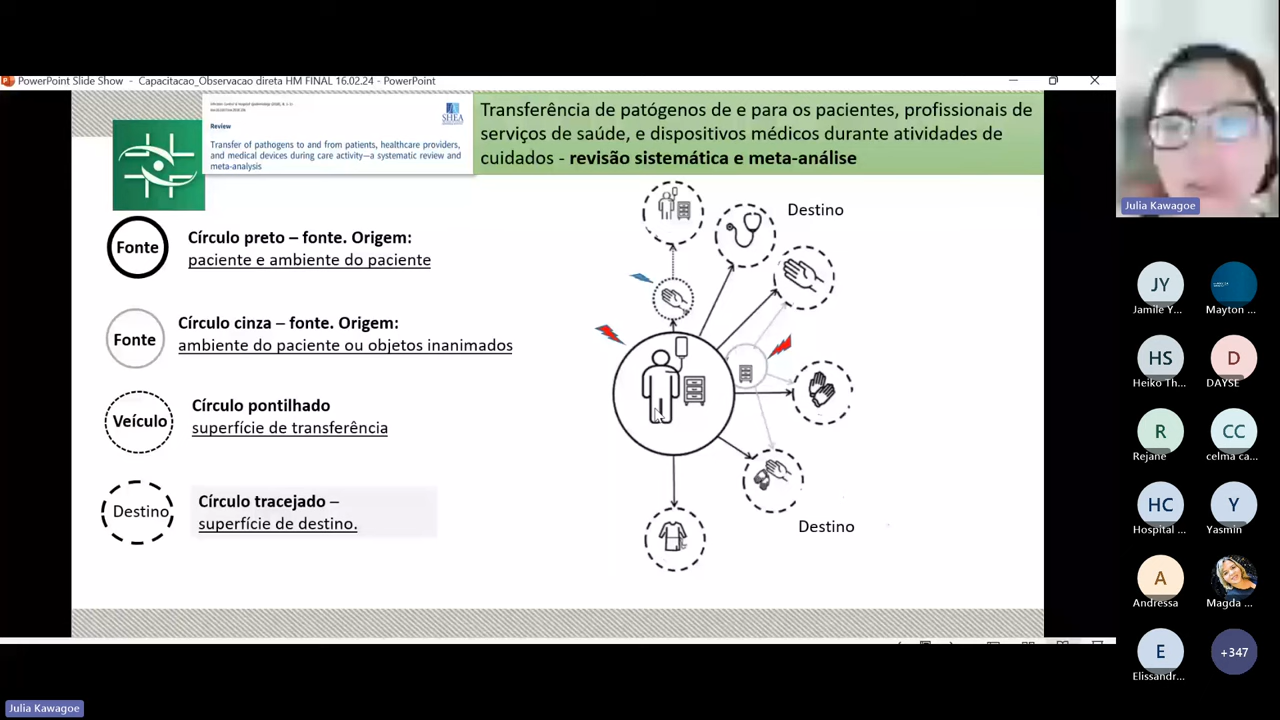 PowerPoint Slide Show - Capacitacao_Observacao direta HM FINAL 16.02.24 - PowerPoint
Review
Transfer of pathogens to and from patients, healthcare providers,
and medical devices during care activity—a systematic review and
meta-analysis
SHEA
Transferência de patógenos de e para os pacientes, profissionais de
serviços de saúde, e dispositivos médicos durante atividades de
cuidados - revisão sistemática e meta-análise
Fonte
Círculo preto – fonte. Origem:
paciente e ambiente do paciente
Fonte
Círculo cinza – fonte. Origem:
ambiente do paciente ou objetos inanimados
Veículo
Círculo pontilhado
superfície de transferência
Destino
Círculo tracejado –
superfície de destino.
Destino
Destino
Julia Kawagoe
JY
Jamile Y...
Mayton ...
HS
Heiko Th...
D
DAYSE
R
Rejane
CC
celma ca...
HC
Hospital ...
Y
Yasmin
A
Andressa
Magda ...
E
Elissandr...
+347
Julia Kawagoe